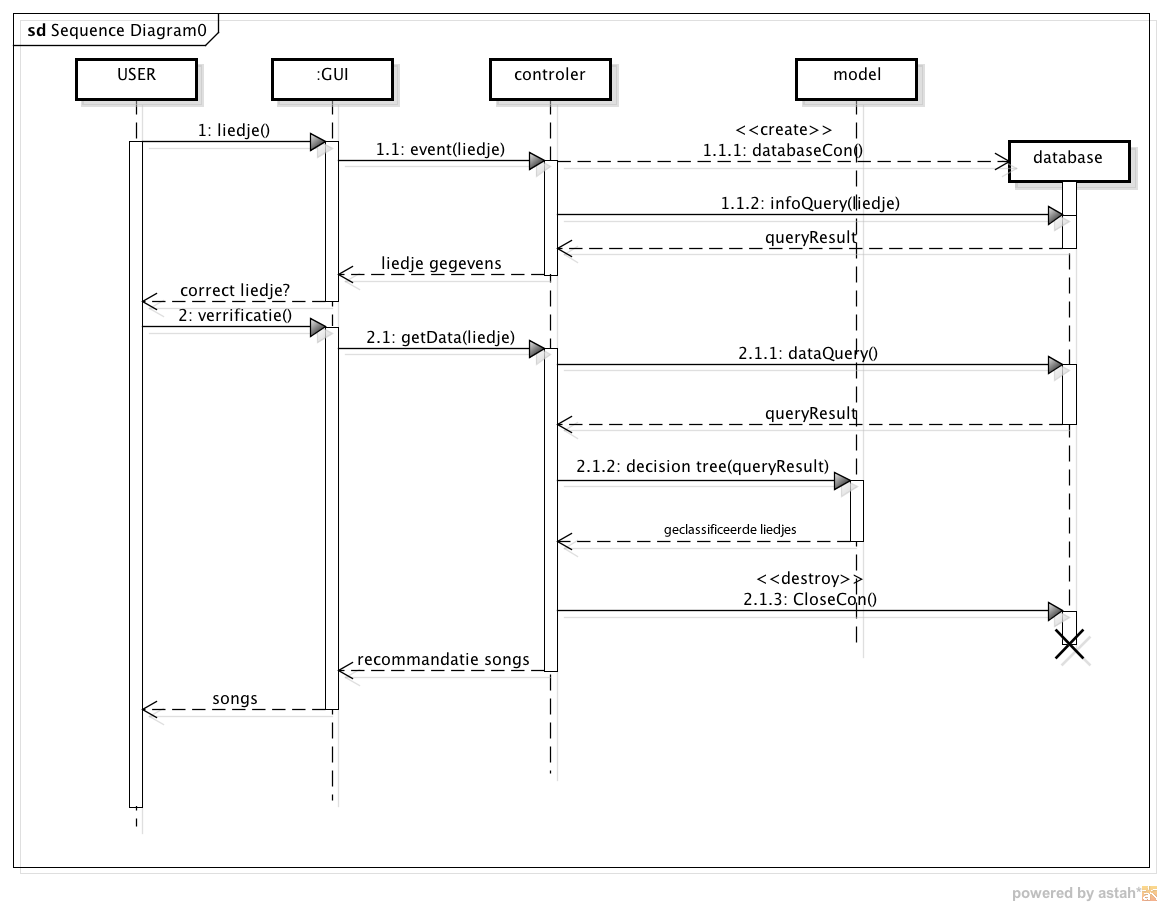 sd Sequence Diagram0
USER
:GUI
controler
model
database
1: liedje()
1.1: event(liedje)
<<create>>
1.1.1: databaseCon()
1.1.2: infoQuery(liedje)
queryResult
liedje gegevens
correct liedje?
2: verrificatie()
2.1: getData(liedje)
2.1.1: dataQuery()
queryResult
2.1.2: decision tree(queryResult)
geclassificeerde liedjes
<<destroy>>
2.1.3: CloseCon()
recommandatie songs
songs
powered by astah*